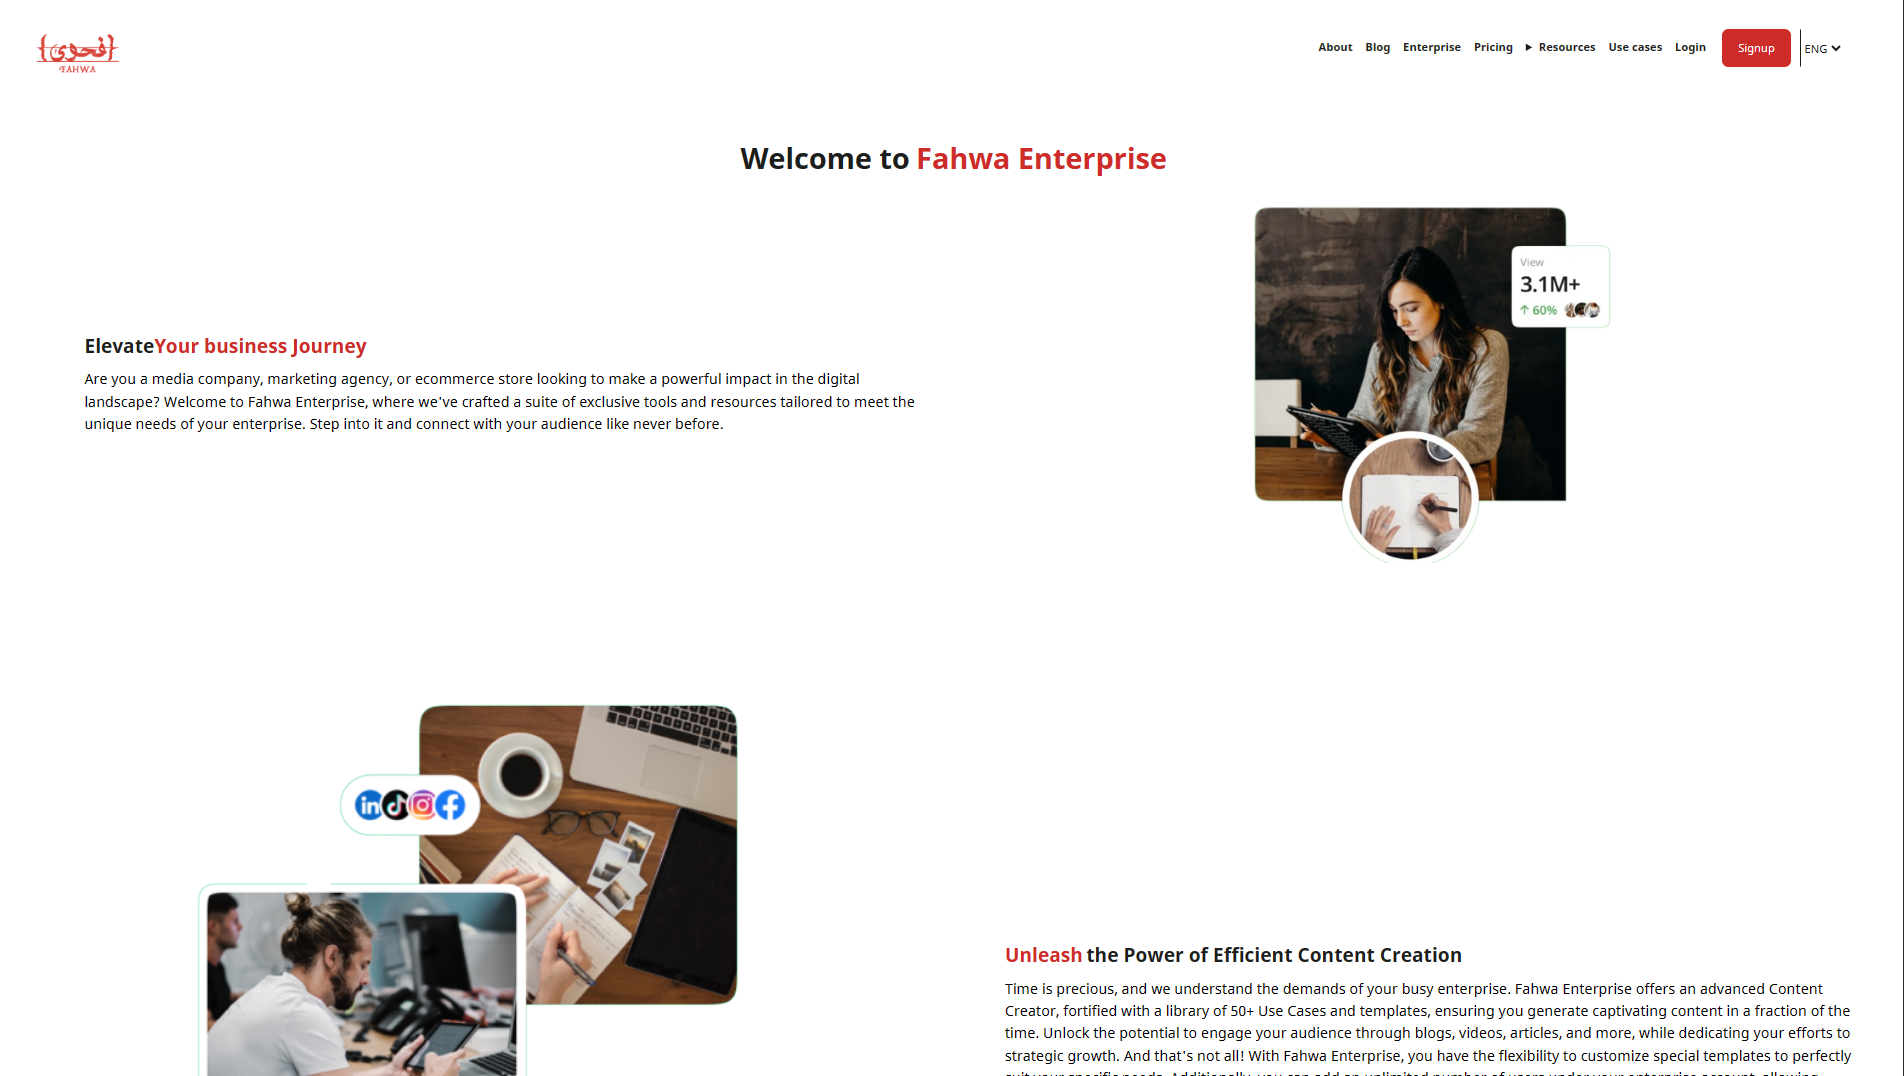 {فحوى}
FAHWA
About Blog Enterprise Pricing Resources Use cases Login Signup ENG
Welcome to Fahwa Enterprise
View
3.1M+
60%
ElevateYour business Journey
Are you a media company, marketing agency, or ecommerce store looking to make a powerful impact in the digital
landscape? Welcome to Fahwa Enterprise, where we've crafted a suite of exclusive tools and resources tailored to meet the
unique needs of your enterprise. Step into it and connect with your audience like never before.
in
Unleash the Power of Efficient Content Creation
Time is precious, and we understand the demands of your busy enterprise. Fahwa Enterprise offers an advanced Content
Creator, fortified with a library of 50+ Use Cases and templates, ensuring you generate captivating content in a fraction of the
time. Unlock the potential to engage your audience through blogs, videos, articles, and more, while dedicating your efforts to
strategic growth. And that's not all! With Fahwa Enterprise, you have the flexibility to customize special templates to perfectly